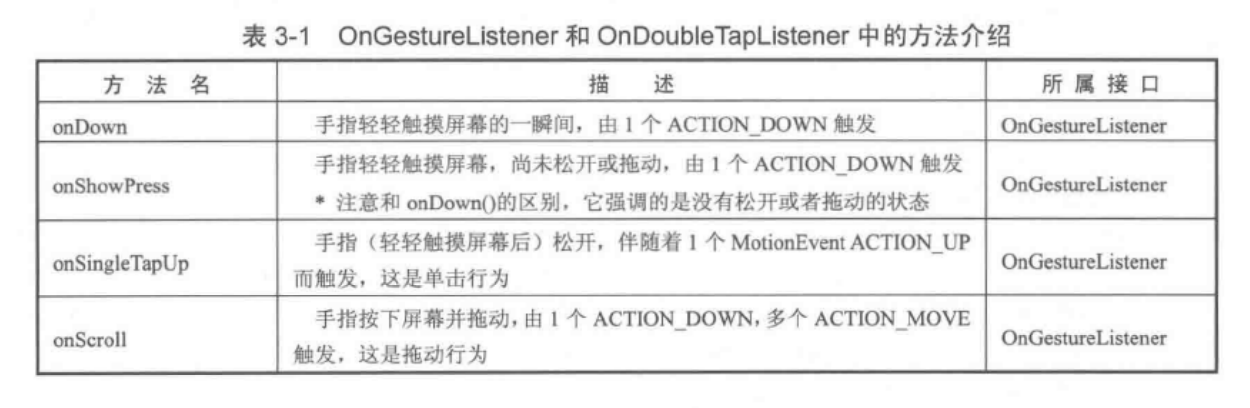 表 3-1 OnGestureListener 和 OnDoubleTapListener 中的方法介绍
方 法 名 描 述 所 属 接 口
onDown 手指轻轻触摸屏幕的一瞬间，由 1 个 ACTION_DOWN 触发 OnGestureListener
onShowPress 手指轻轻触摸屏幕，尚未松开或拖动，由 1 个 ACTION_DOWN 触发 OnGestureListener
* 注意和 onDown()的区别，它强调的是没有松开或者拖动的状态
onSingleTapUp 手指（轻轻触摸屏幕后）松开，伴随着 1 个 MotionEvent ACTION_UP OnGestureListener
而触发，这是单击行为
onScroll 手指按下屏幕并拖动，由 1 个 ACTION_DOWN，多个 ACTION_MOVE OnGestureListener
触发，这是拖动行为